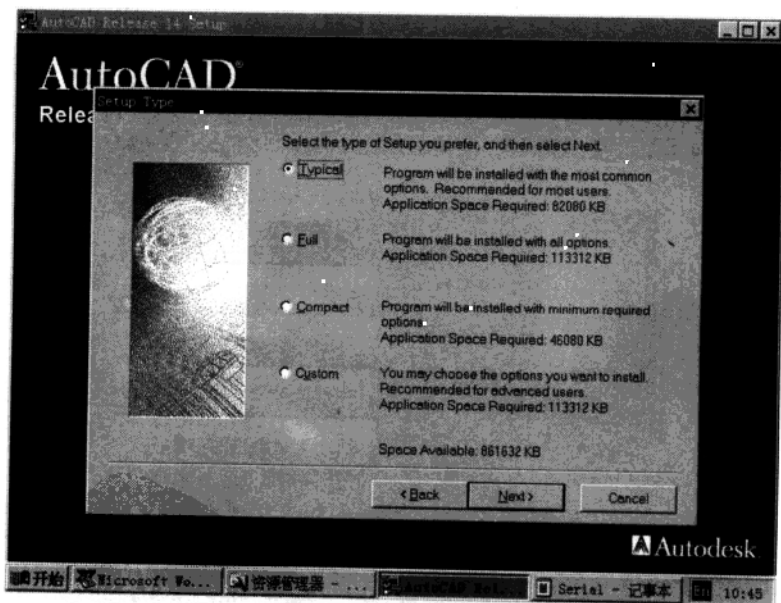 AutoCAD Release 14 Setup
AutoCAD®
Relea
Setup Type
Select the type of Setup you prefer, and then select Next.
Typical
Program will be installed with the most common
options. Recommended for most users.
Application Space Required: 82080 KB
Full
Program will be installed with all options.
Application Space Required: 113312 KB
Compact
Program will be installed with minimum required
options.
Application Space Required: 46080 KB
Custom
You may choose the options you want to install.
Recommended for advanced users.
Application Space Required: 113312 KB
Space Available: 861632 KB
< Back
Next >
Cancel
Autodesk
开始
Microsoft Wo...
资源管理器 - ...
AutoCAD Rel...
Serial - 记事本
En
10:45